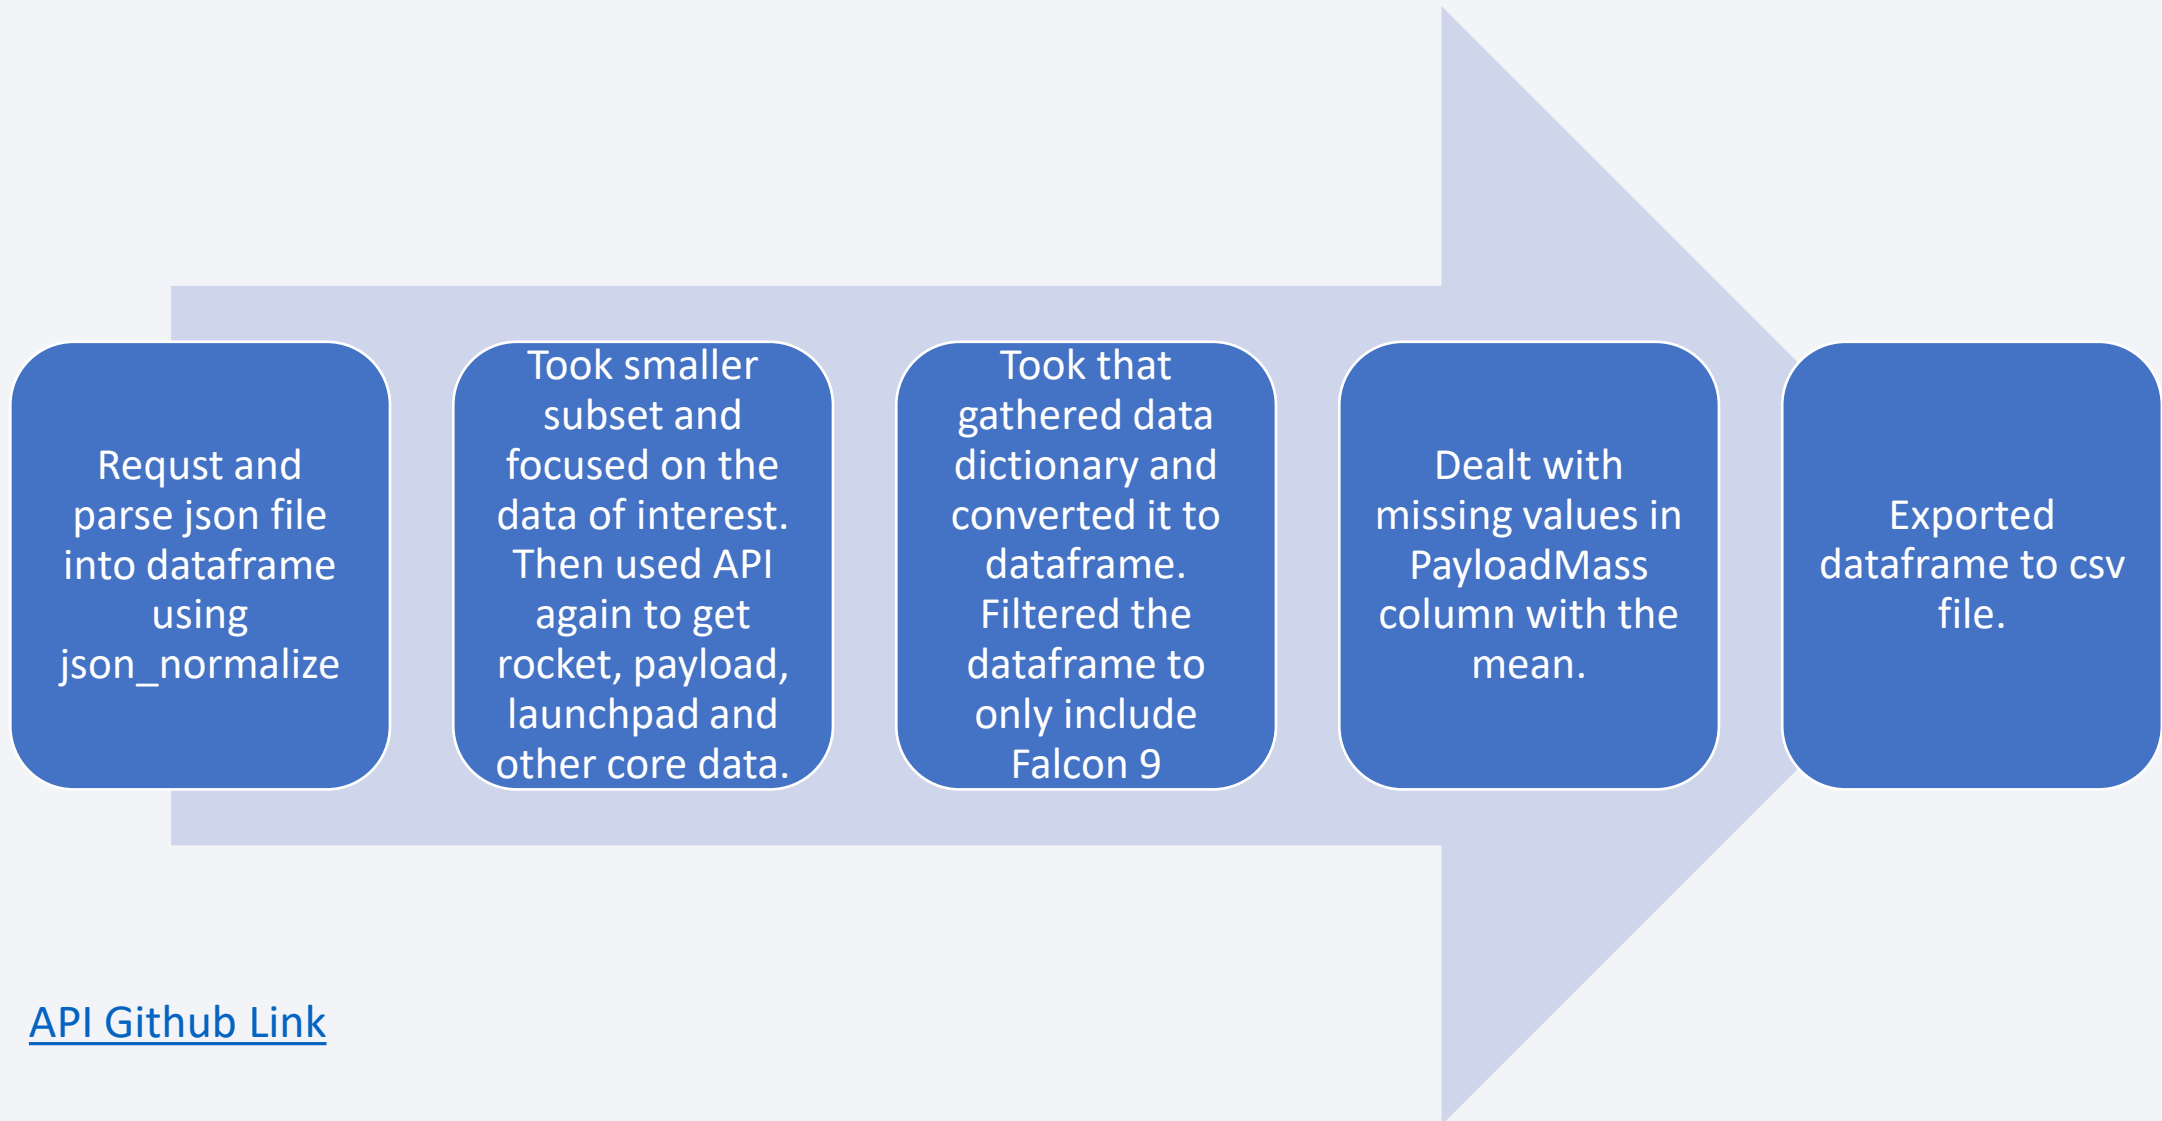 Requst and
parse json file
into dataframe
using
json_normalize
Took smaller
subset and
focused on the
data of interest.
Then used API
again to get
rocket, payload,
launchpad and
other core data.
Took that
gathered data
dictionary and
converted it to
dataframe.
Filtered the
dataframe to
only include
Falcon 9
Dealt with
missing values in
PayloadMass
column with the
mean.
Exported
dataframe to csv
file.
API Github Link